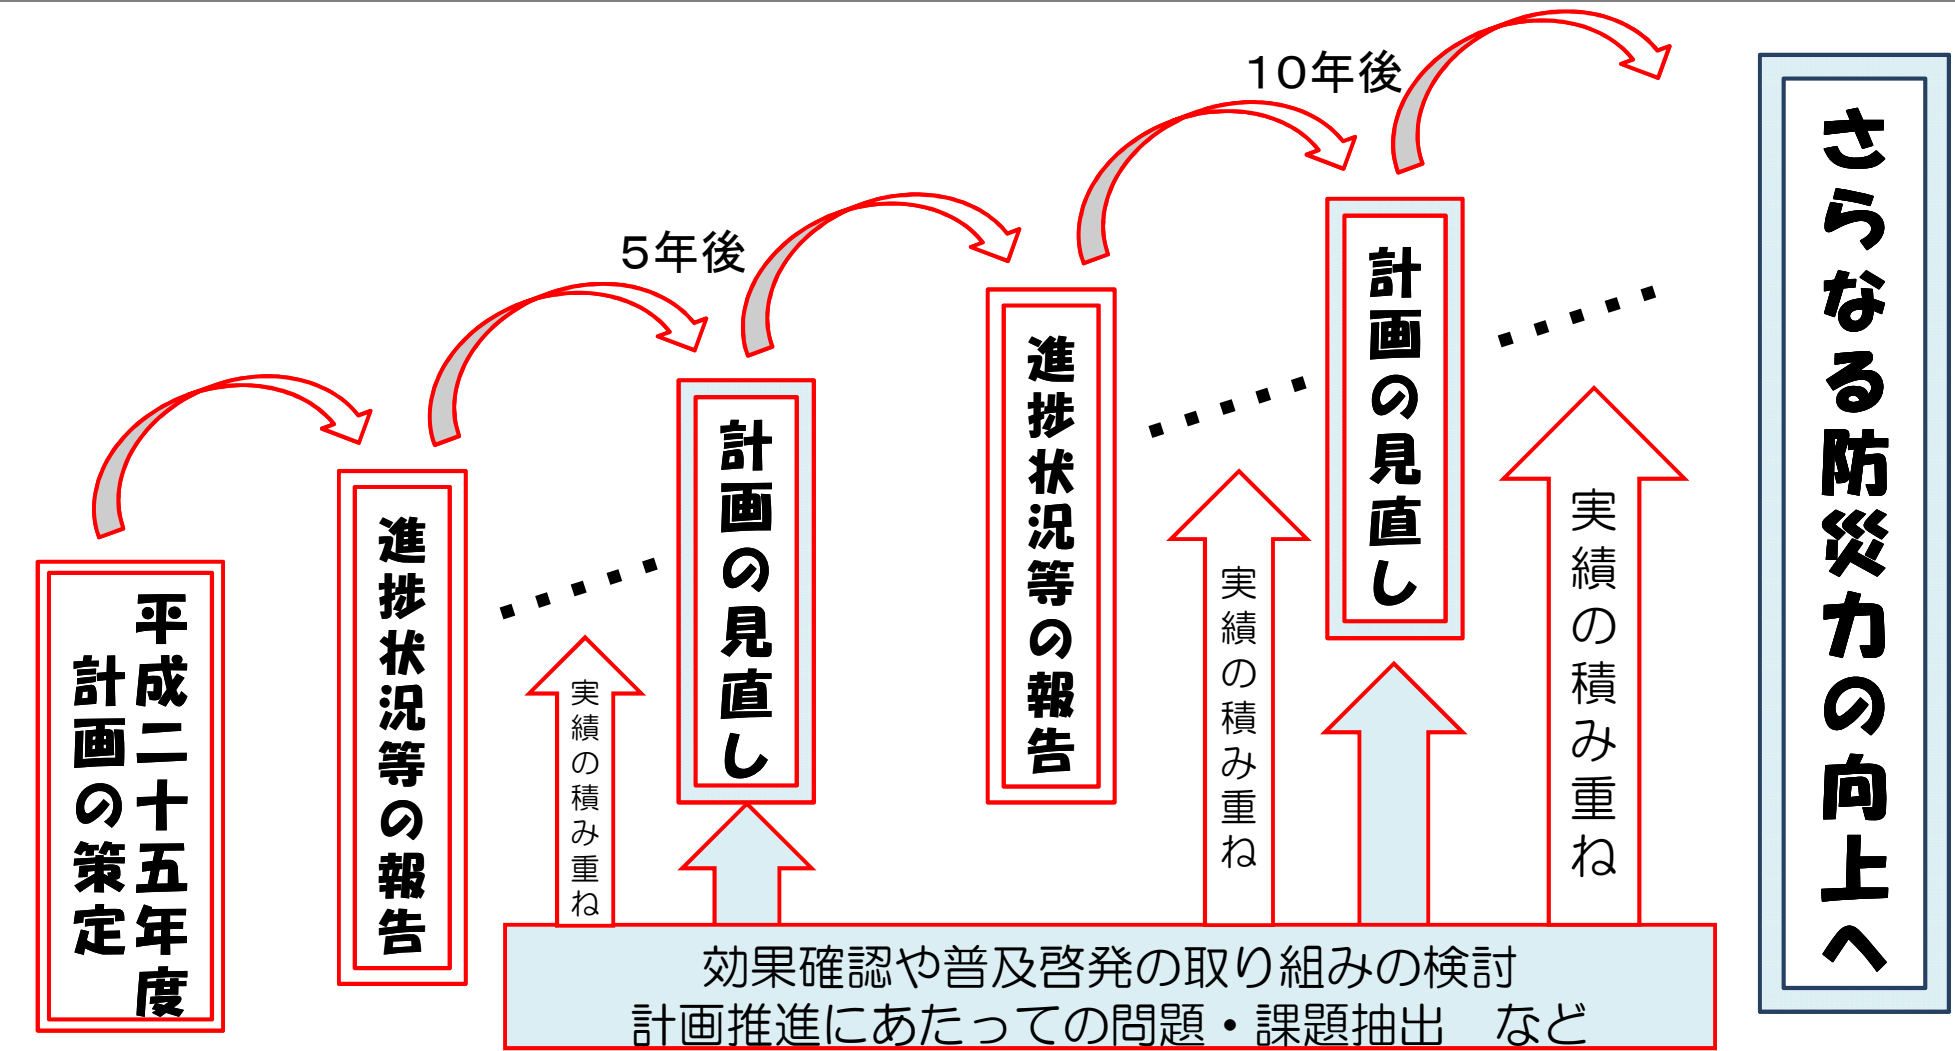 平成二十五年度
計画の策定
進捗状況等の報告
5年後
計画の見直し
進捗状況等の報告
10年後
計画の見直し
さらなる防災力の向上へ
実績の積み重ね
実績の積み重ね
実績の積み重ね
効果確認や普及啓発の取り組みの検討
計画推進にあたっての問題・課題抽出　など